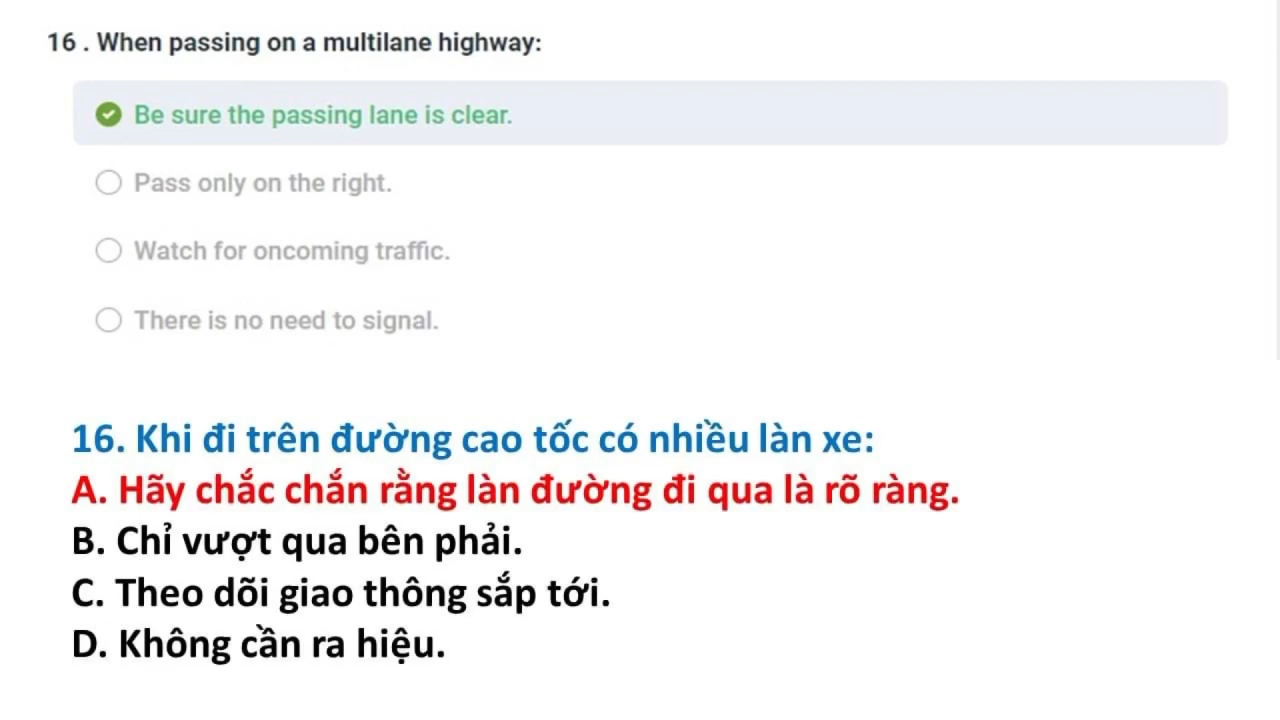 16 . When passing on a multilane highway:
Be sure the passing lane is clear.
Pass only on the right.
Watch for oncoming traffic.
There is no need to signal.
16. Khi đi trên đường cao tốc có nhiều làn xe:
A. Hãy chắc chắn rằng làn đường đi qua là rõ ràng.
B. Chỉ vượt qua bên phải.
C. Theo dõi giao thông sắp tới.
D. Không cần ra hiệu.